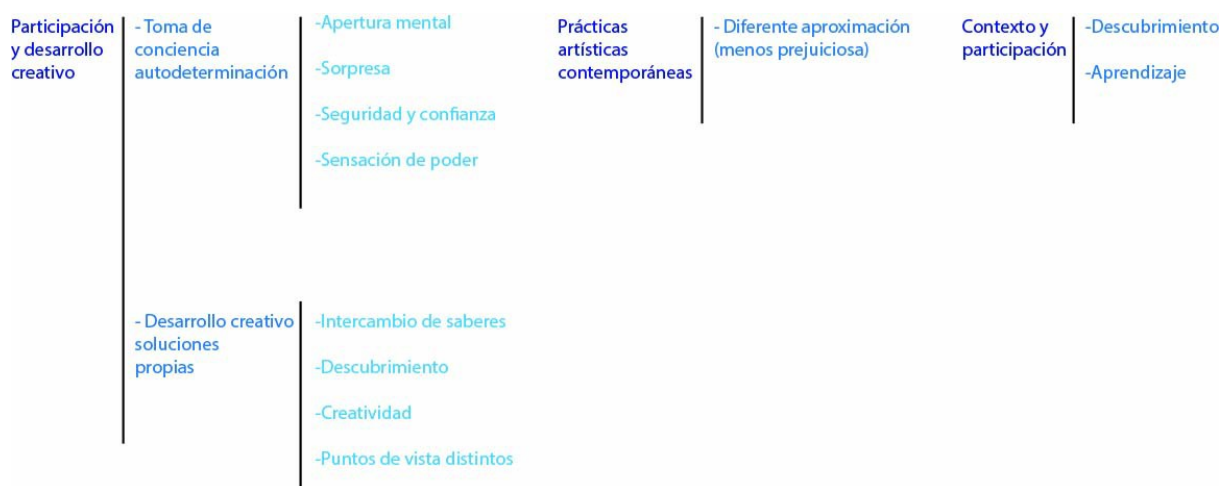 Participación
y desarrollo
creativo
- Toma de
conciencia
autodeterminación
-Apertura mental
-Sorpresa
-Seguridad y confianza
-Sensación de poder
- Desarrollo creativo
soluciones
propias
-Intercambio de saberes
-Descubrimiento
-Creatividad
-Puntos de vista distintos
Prácticas
artísticas
contemporáneas
- Diferente aproximación
(menos prejuiciosa)
Contexto y
participación
-Descubrimiento
-Aprendizaje